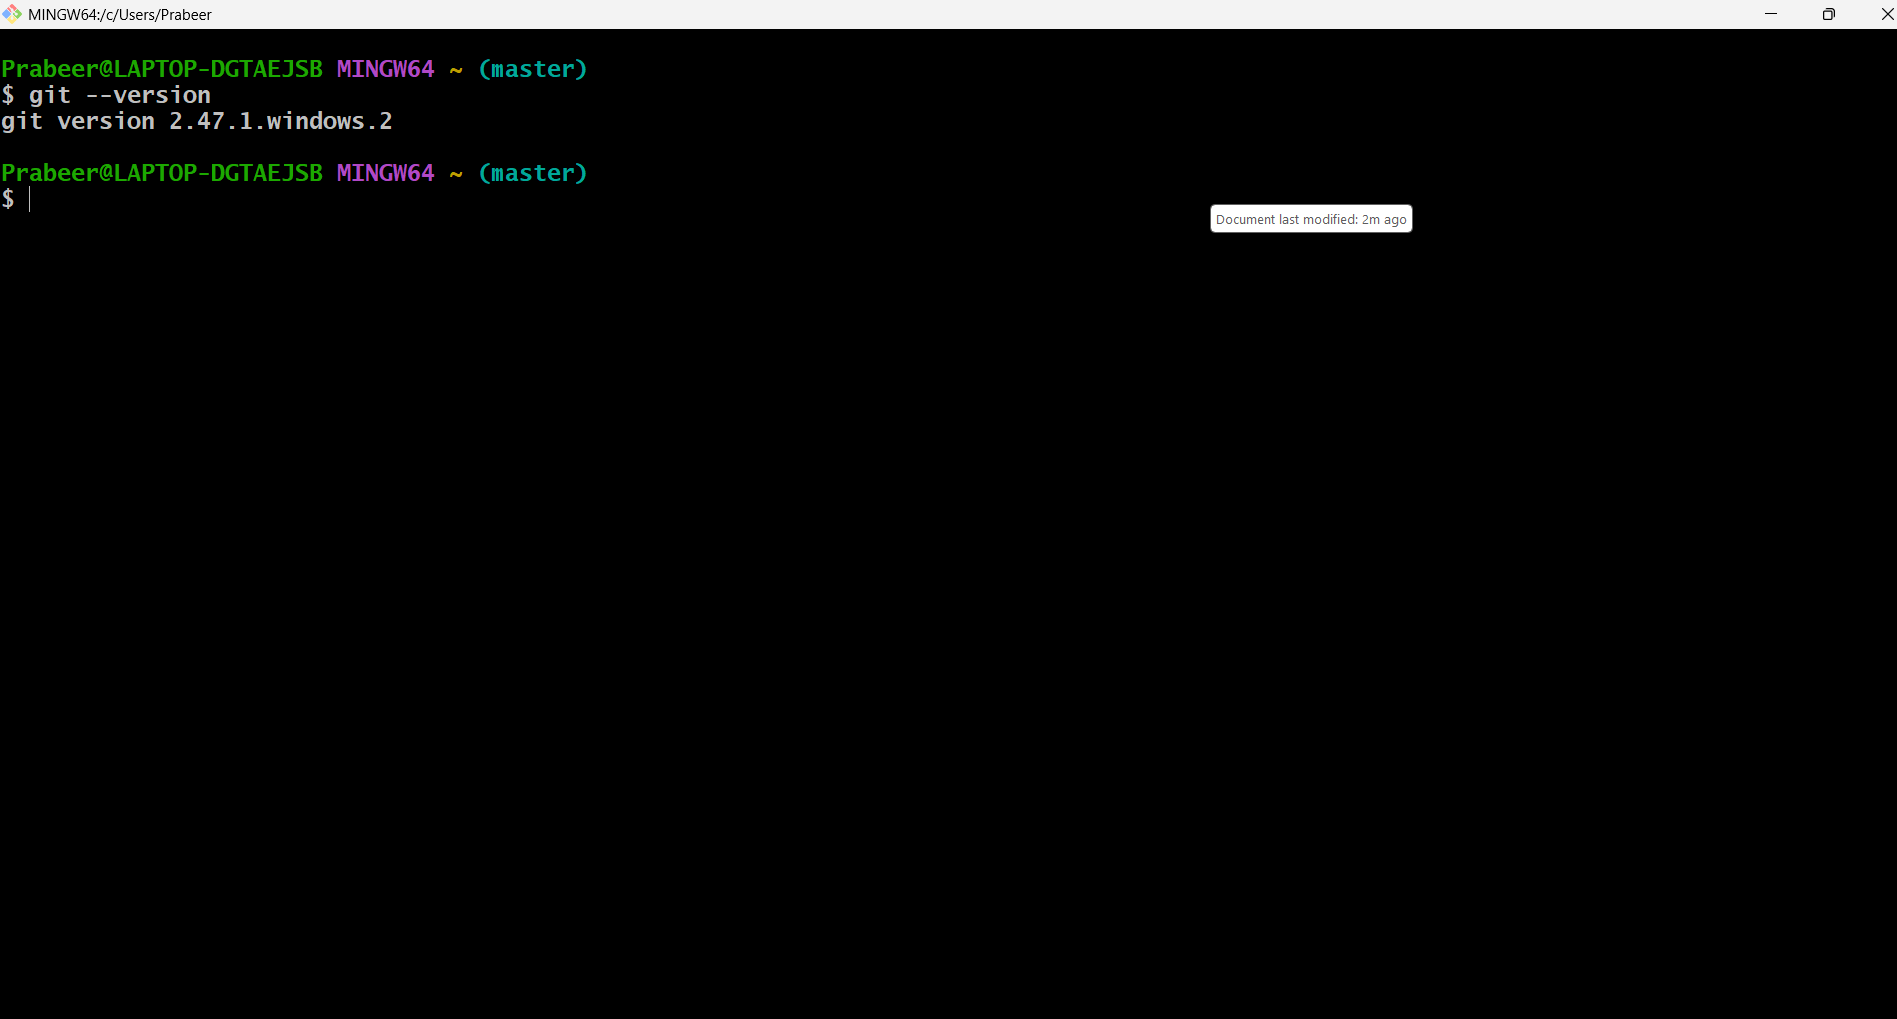 MINGW64:/c/Users/Prabeer
Prabeer@LAPTOP-DGTAEJSB MINGW64 ~ (master)
$ git --version
git version 2.47.1.windows.2
Prabeer@LAPTOP-DGTAEJSB MINGW64 ~ (master)
$
Document last modified: 2m ago